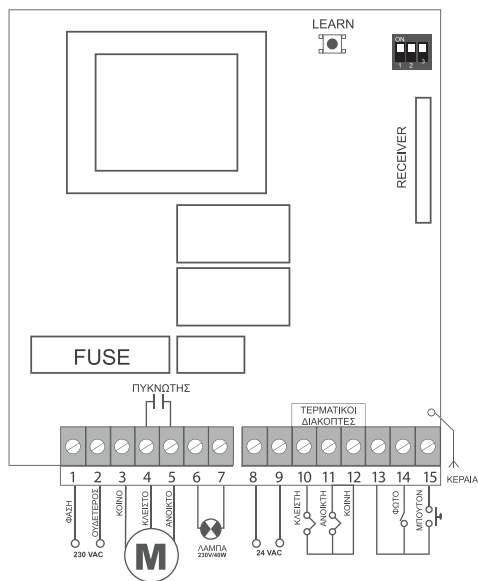 LEARN
ON
1 2 3
RECEIVER
FUSE
ΠΥΚΝΩΤΗΣ
ΤΕΡΜΑΤΙΚΟΙ
ΔΙΑΚΟΠΤΕΣ
1 2 3 4 5 6 7 8 9 10 11 12 13 14 15
ΚΕΡΑΙΑ
ΦΑΣΗ
ΟΥΔΕΤΕΡΟΣ
ΚΟΙΝΟ
ΚΛΕΙΣΤΟ
ΑΝΟΙΚΤΟ
ΚΛΕΙΣΤΗ
ΑΝΟΙΚΤΗ
ΚΟΙΝΗ
ΦΩΤΟ
ΜΠΟΥΤΟΝ
230 VAC
M
ΛΑΜΠΑ
230V/40W
24 VAC